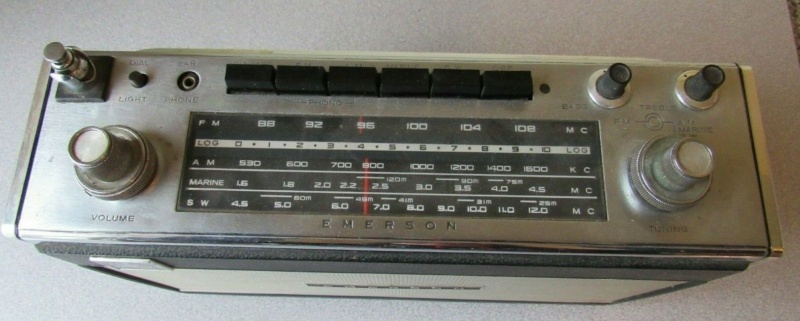 DIAL EAR
LIGHT PHONE
PHONO
BASS TREBLE
FM AM
MARINE
FM 88 92 96 100 104 108 MC
LOG 0 1 2 3 4 5 6 7 8 9 10 LOG
AM 530 600 700 800 1000 1200 1400 1600 KC
120m 90m 75m
MARINE 1.6 1.8 2.0 2.2 2.5 3.0 3.5 4.0 4.5 MC
60m 49m 41m 31m 25m
SW 4.5 5.0 6.0 7.0 8.0 9.0 10.0 11.0 12.0 MC
VOLUME EMERSON TUNING